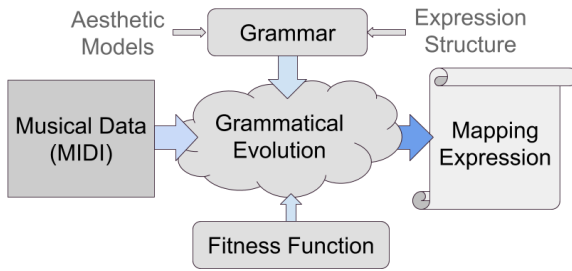 Aesthetic
Models
Grammar
Expression
Structure
Musical Data
(MIDI)
Grammatical
Evolution
Mapping
Expression
Fitness Function